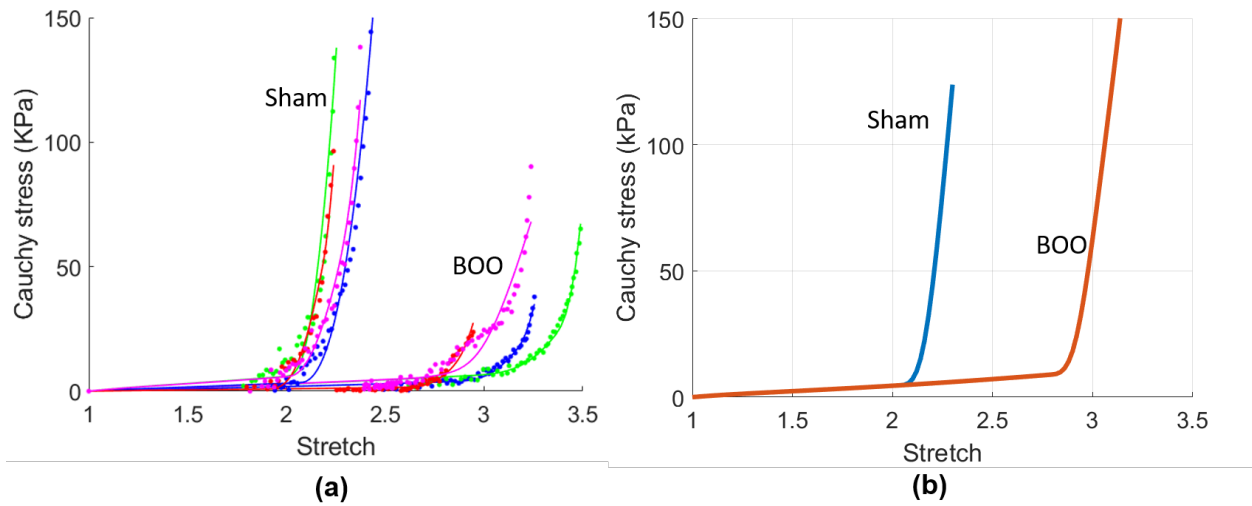 150
100
50
0
Cauchy stress (KPa)
Sham
BOO
1
1.5
2
2.5
3
3.5
Stretch
(a)
150
100
50
0
Cauchy stress (kPa)
Sham
BOO
1
1.5
2
2.5
3
3.5
Stretch
(b)